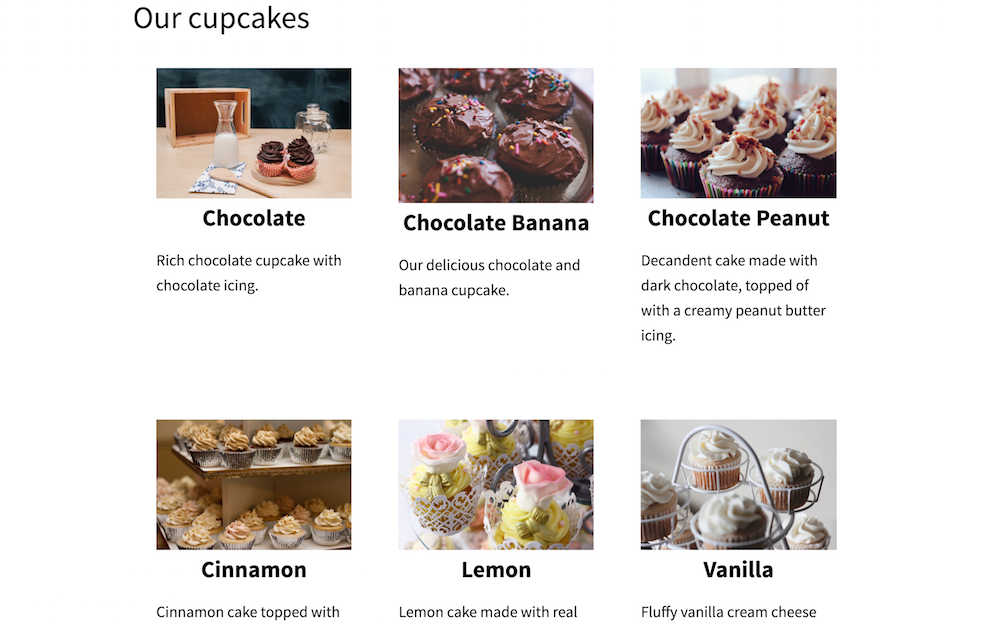 Our cupcakes
Chocolate
Rich chocolate cupcake with
chocolate icing.
Chocolate Banana
Our delicious chocolate and
banana cupcake.
Chocolate Peanut
Decandent cake made with
dark chocolate, topped of
with a creamy peanut butter
icing.
Cinnamon
Cinnamon cake topped with
Lemon
Lemon cake made with real
Vanilla
Fluffy vanilla cream cheese